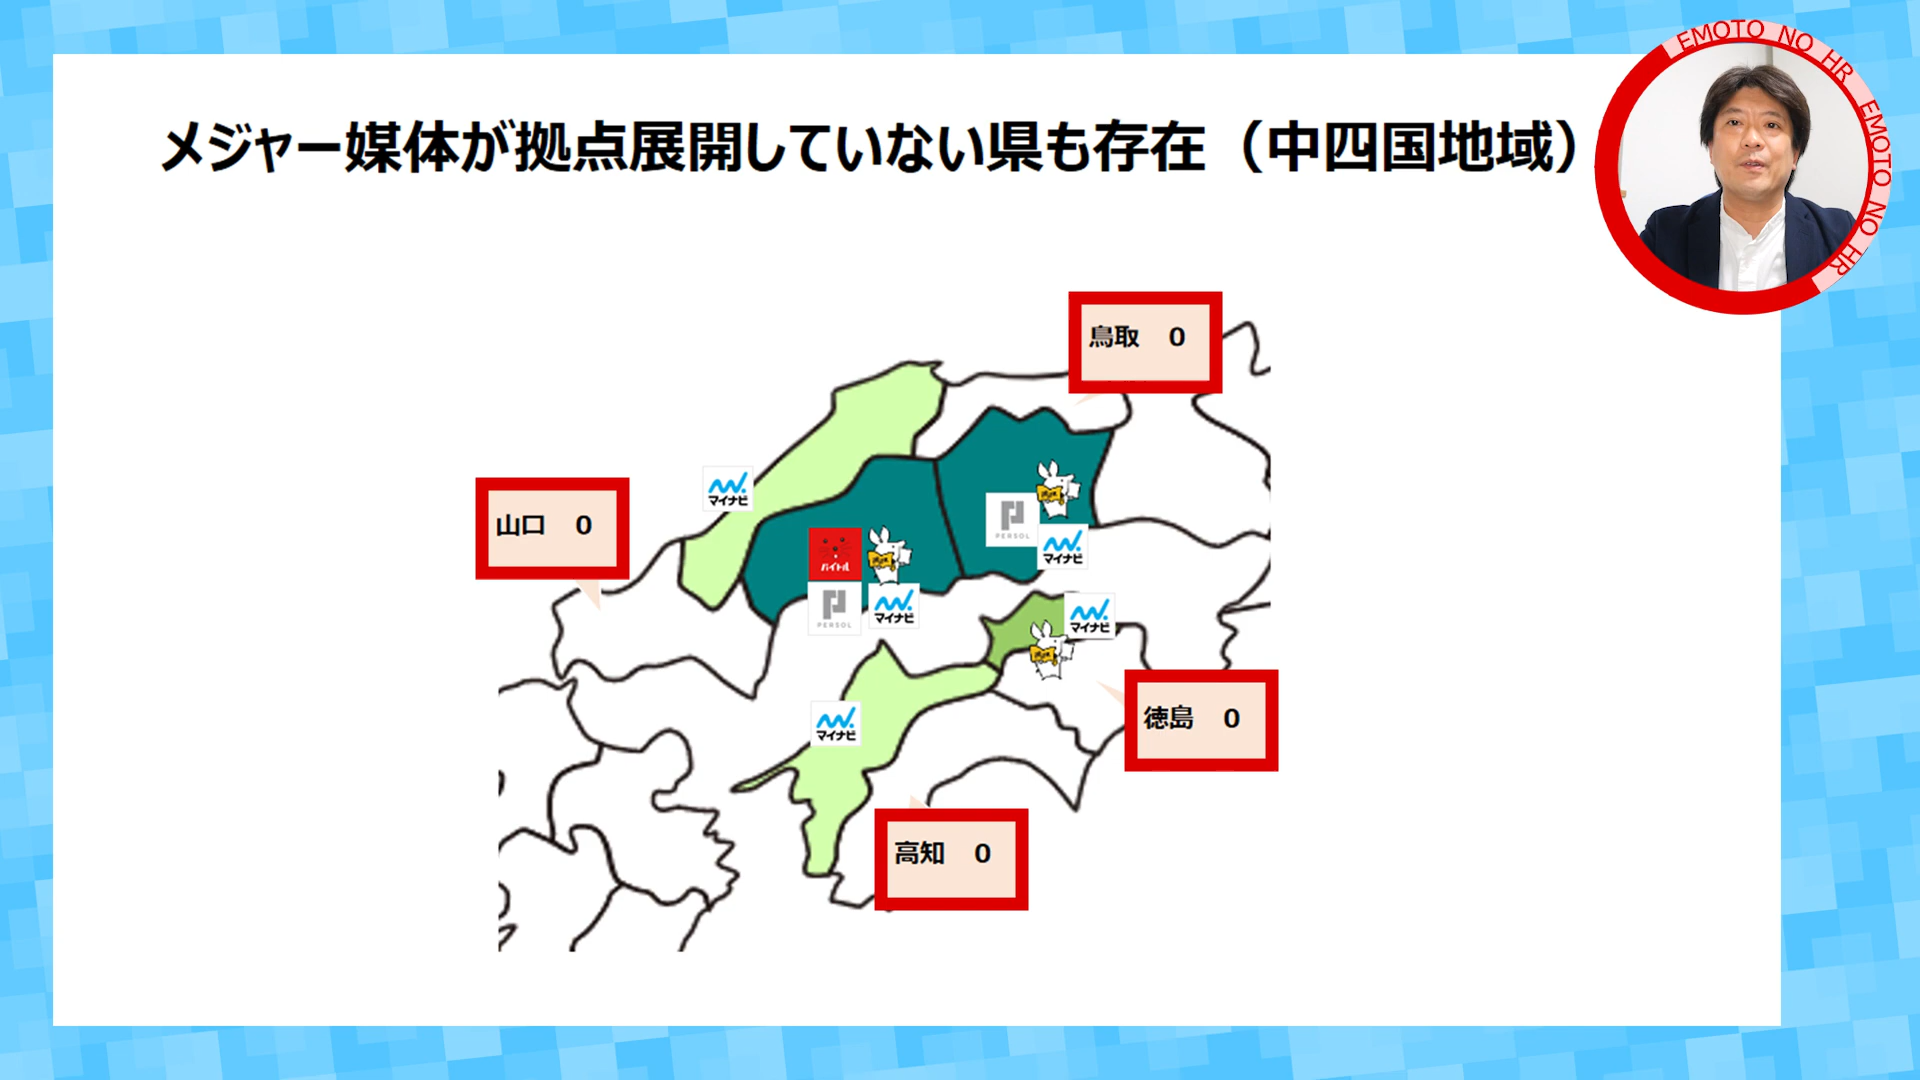 メジャー媒体が拠点展開していない県も存在（中四国地域）
EMOTO NO HR EMOTO NO HR
鳥取 0
山口 0
マイナビ
PERSOL
マイナビ
バイトル
PERSOL
マイナビ
マイナビ
徳島 0
マイナビ
高知 0